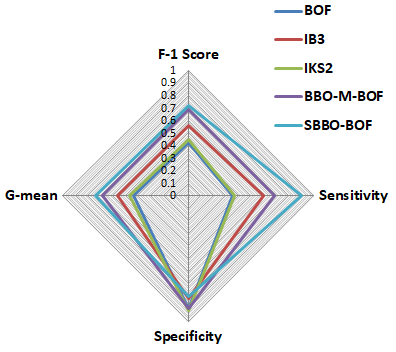 BOF
IB3
IKS2
BBO-M-BOF
SBBO-BOF
F-1 Score
1
0.9
0.8
0.7
0.6
0.5
0.4
0.3
0.2
0.1
0
G-mean
Sensitivity
Specificity